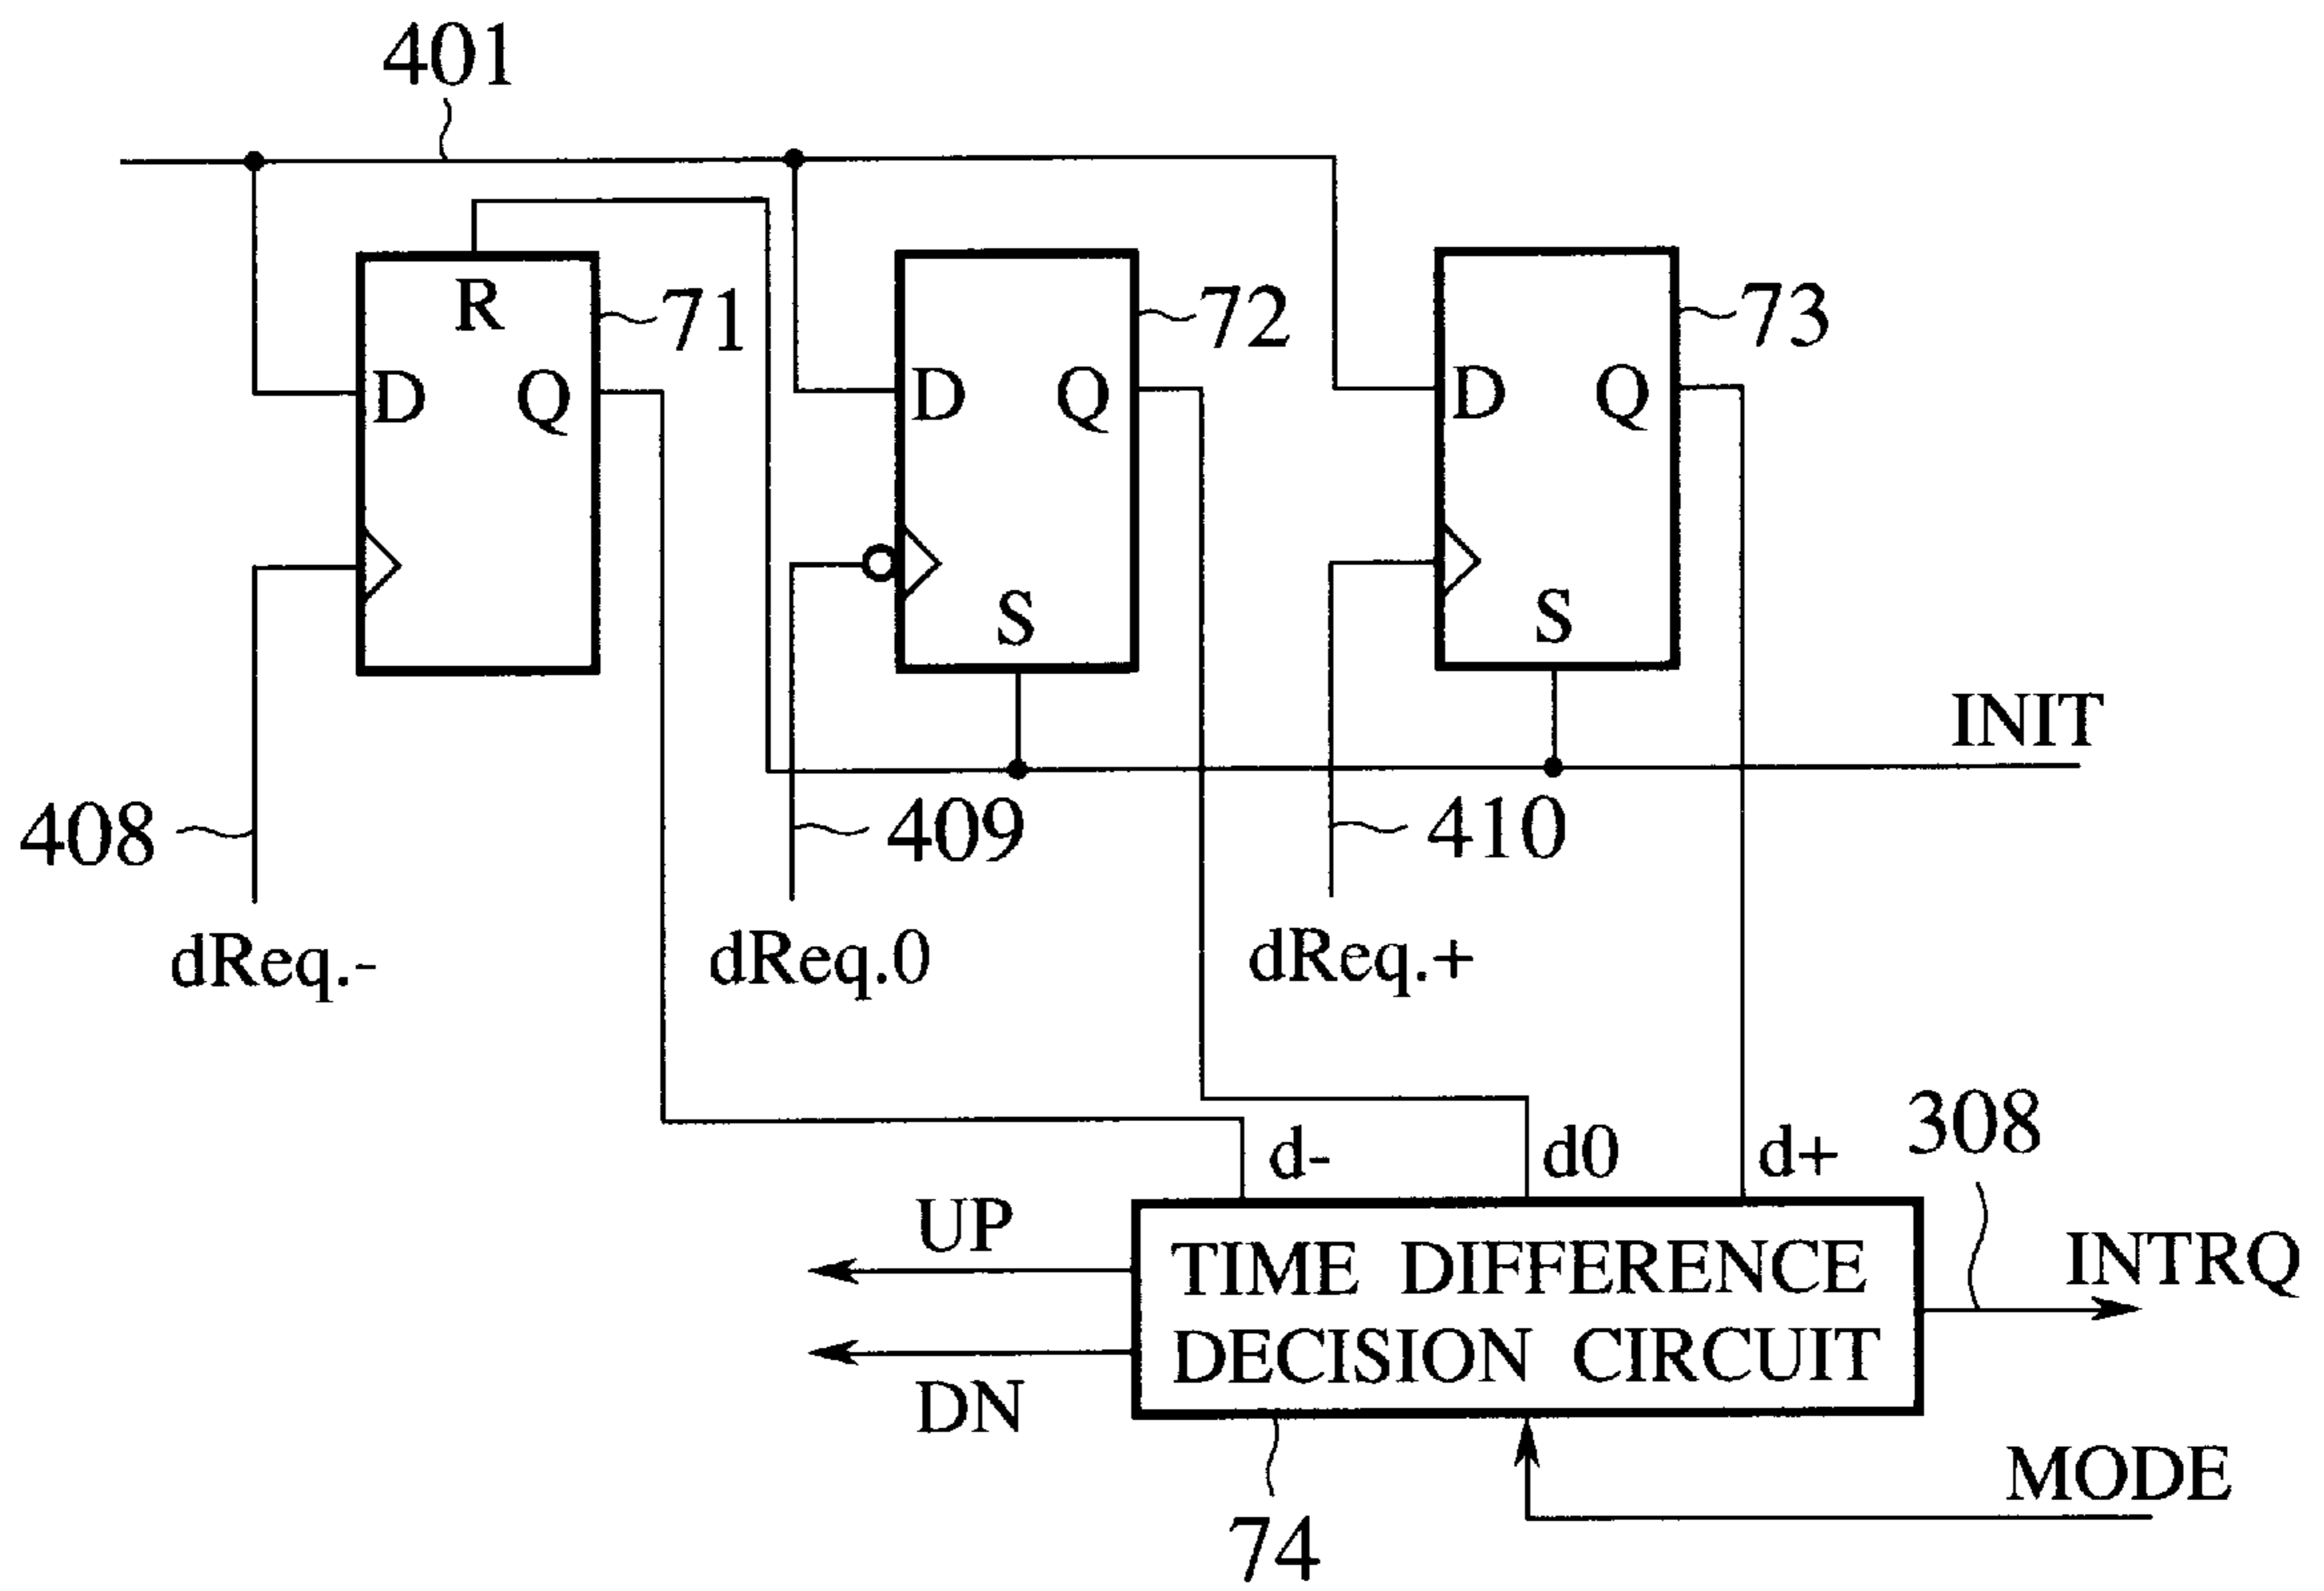 401
R
71
72
73
D
Q
D
Q
D
Q
S
S
INIT
408
409
410
dReq.-
dReq.0
dReq.+
308
d-
d0
d+
UP
TIME DIFFERENCE
INTRQ
DECISION CIRCUIT
DN
MODE
74